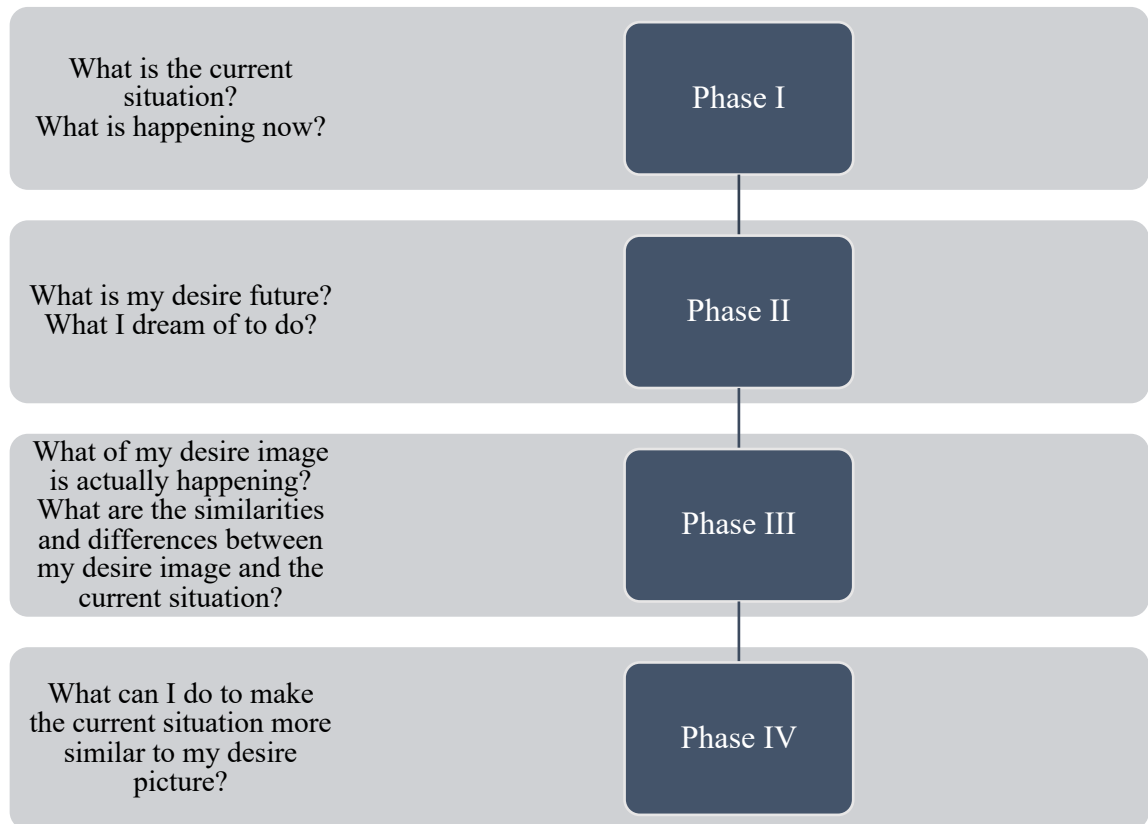 What is the current
situation?
What is happening now?
Phase I
What is my desire future?
What I dream of to do?
Phase II
What of my desire image
is actually happening?
What are the similarities
and differences between
my desire image and the
current situation?
Phase III
What can I do to make
the current situation more
similar to my desire
picture?
Phase IV